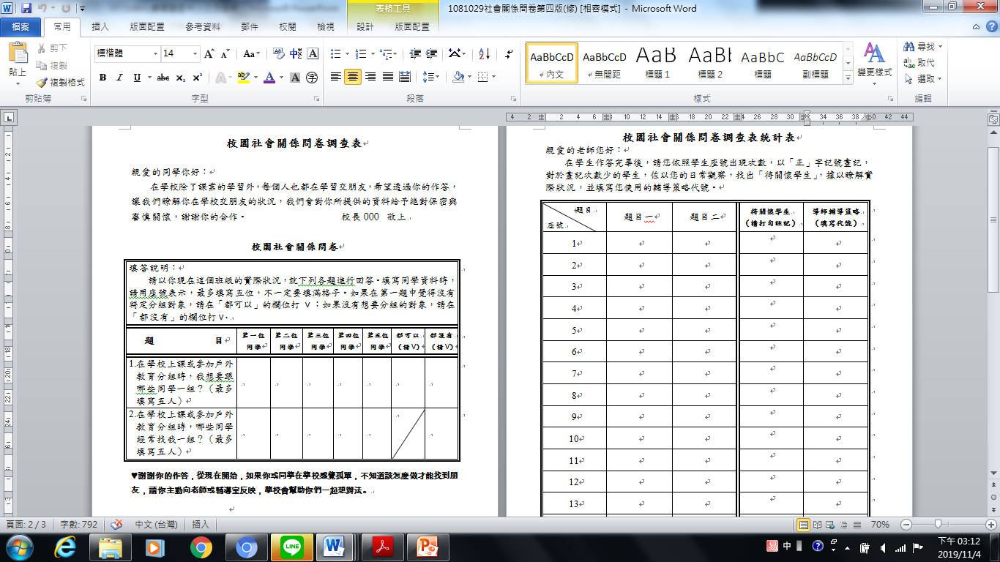 1081029社會關係問卷第四版(修) [相容模式] - Microsoft Word
表格工具
檔案 常用 插入 版面配置 參考資料 郵件 校閱 檢視 設計 版面配置
貼上 剪下 複製 複製格式
標楷體 14
AaBbCcD AaBbCcD AaB AaBb AaBbC AaBbCcD
內文 無間距 標題 1 標題 2 標題 副標題
變更樣式
尋找 取代 選取
剪貼簿 字型 段落 樣式 編輯
校園社會關係問卷調查表
親愛的同學你好：
在學校除了課業的學習外，每個人也都在學習交朋友，希望透過你的作答，
讓我們瞭解你在學校交朋友的狀況，我們會對你所提供的資料給予絕對保密與
審慎關懷，謝謝你的合作。 校長 000 敬上
校園社會關係問卷
填答說明：
請以你現在這個班級的實際狀況，就下列各題進行回答。填寫同學資料時，
請用座號表示，最多填寫五位，不一定要填滿格子。如果在第一題中覺得沒有
特定分組對象，請在「都可以」的欄位打 V；如果沒有想要分組的對象，請在
「都沒有」的欄位打V。
題 目 第一位同學 第二位同學 第三位同學 第四位同學 第五位同學 都可以(請V) 都沒有(請V)
1.在學校上課或參加戶外
教育分組時，我想要跟
哪些同學一組？（最多
填寫五人）
2.在學校上課或參加戶外
教育分組時，哪些同學
經常找我一組？（最多
填寫五人）
♥謝謝你的作答，從現在開始，如果你或同學在學校感覺孤單，不知道該怎麼做才能找到朋
友，請你主動向老師或輔導室反映，學校會幫助你們一起想辦法。
校園社會關係問卷調查表統計表
親愛的老師您好：
在學生作答完畢後，請您依照學生座號出現次數，以「正」字記號畫記，
對於畫記次數少的學生，佐以您的日常觀察，找出「待關懷學生」，據以瞭解實
際狀況，並填寫您使用的輔導策略代號。
題目 座號 題目一 題目二 待關懷學生（請打勾註記） 導師輔導策略（填寫代號）
1
2
3
4
5
6
7
8
9
10
11
12
13
頁面: 2 / 3 字數: 792 中文 (台灣) 插入 70%
LINE
中
下午 03:12
2019/11/4